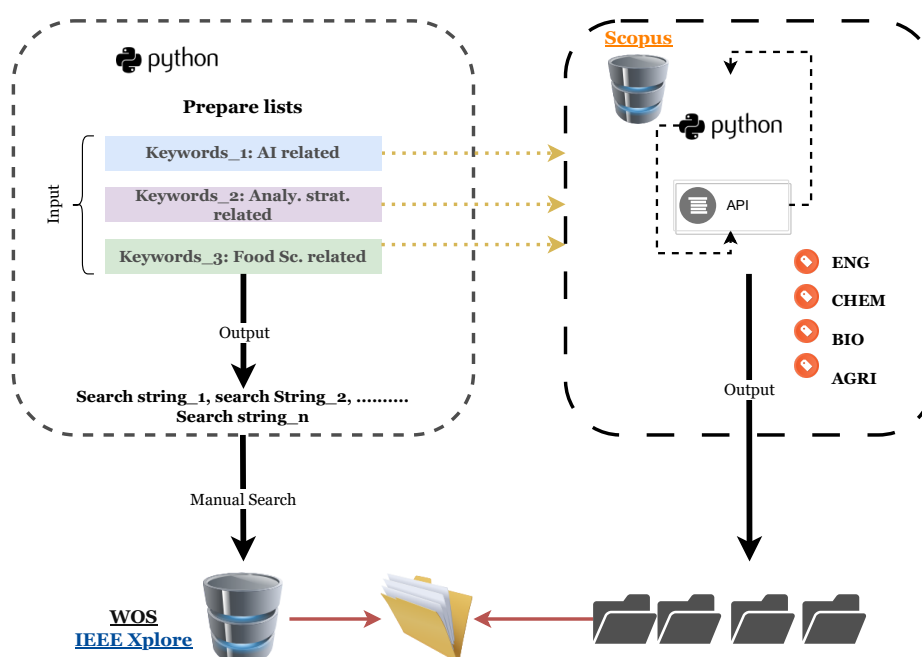 python
Prepare lists
Input
Keywords_1: AI related
Keywords_2: Analy. strat.
related
Keywords_3: Food Sc. related
Output
Search string_1, search String_2, ..........
Search string_n
Manual Search
WOS
IEEE Xplore
Scopus
python
API
ENG
CHEM
BIO
AGRI
Output